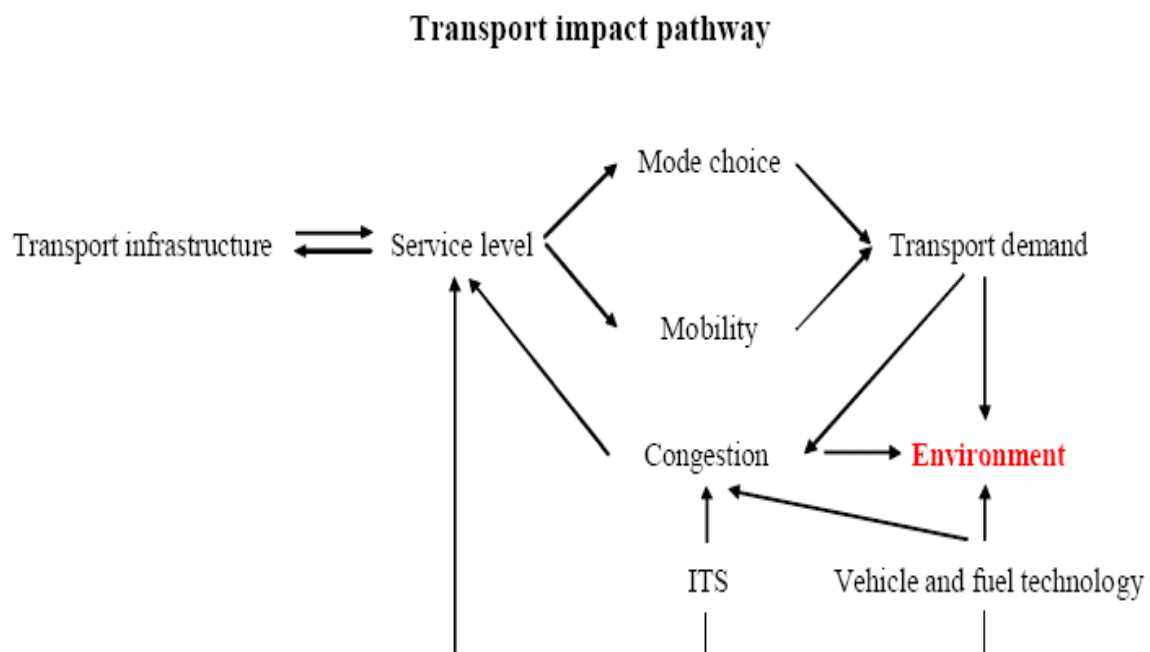 Transport impact pathway
Mode choice
Transport infrastructure
Service level
Transport demand
Mobility
Congestion
Environment
ITS
Vehicle and fuel technology